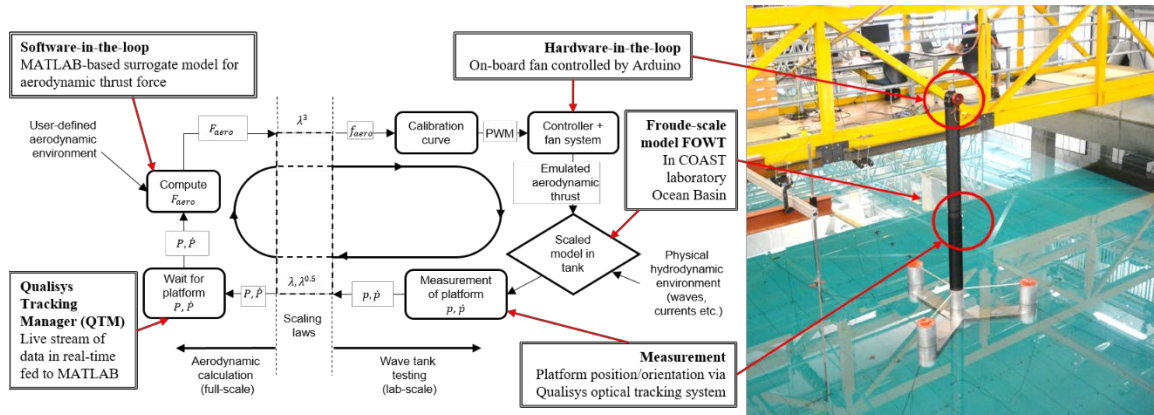 Software-in-the-loop
MATLAB-based surrogate model for
aerodynamic thrust force
Hardware-in-the-loop
On-board fan controlled by Arduino
User-defined
aerodynamic
environment
F_aero
λ³
f_aero
Calibration
curve
PWM
Controller +
fan system
Froude-scale
model FOWT
In COAST
laboratory
Ocean Basin
Compute
F_aero
Emulated
aerodynamic
thrust
P, Ṗ
Scaled
model in
tank
Physical
hydrodynamic
environment
(waves,
currents etc.)
Qualisys
Tracking
Manager (QTM)
Live stream of
data in real-time
fed to MATLAB
Wait for
platform
P, Ṗ
P, Ṗ
λ, λ^0.5
p, ṗ
Measurement
of platform
p, ṗ
Scaling
laws
Aerodynamic
calculation
(full-scale)
Wave tank
testing
(lab-scale)
Measurement
Platform position/orientation via
Qualisys optical tracking system